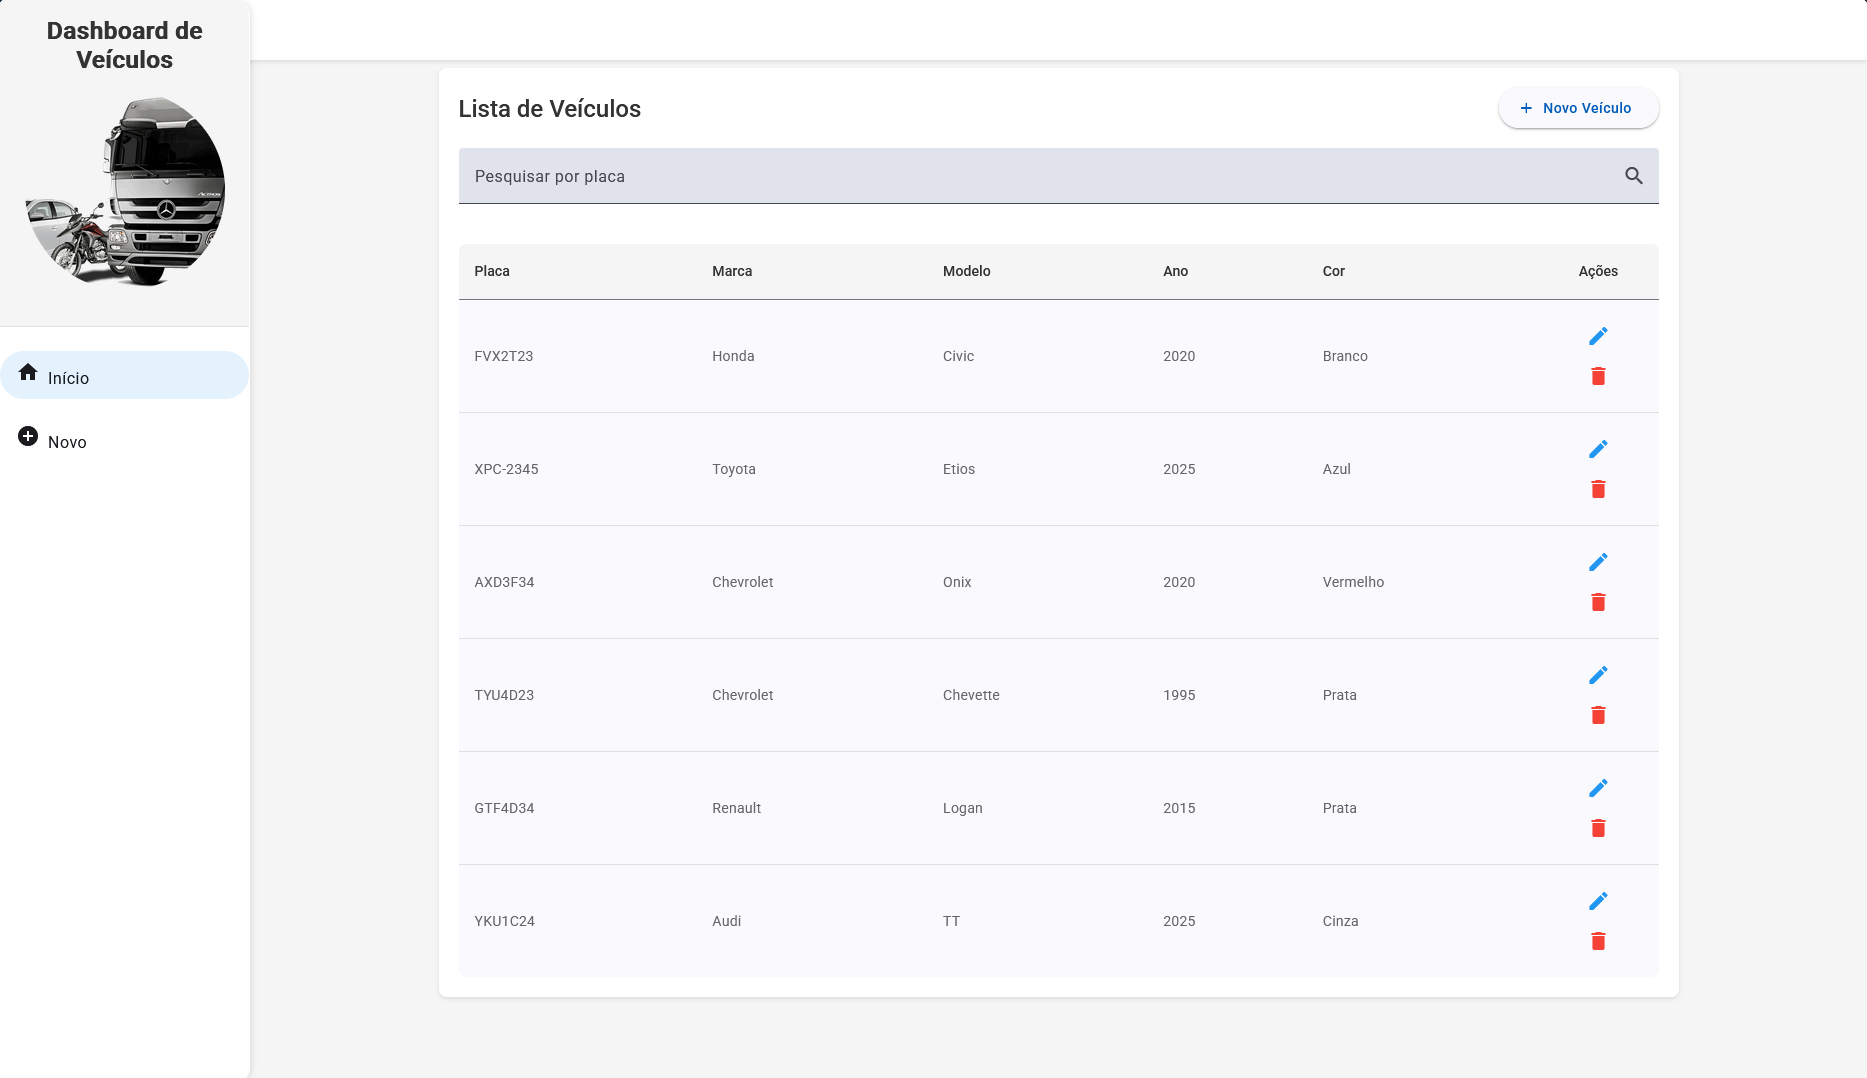 Dashboard de
Veículos
Início
Novo
Lista de Veículos
Novo Veículo
Pesquisar por placa
Placa Marca Modelo Ano Cor Ações
FVX2T23 Honda Civic 2020 Branco
XPC-2345 Toyota Etios 2025 Azul
AXD3F34 Chevrolet Onix 2020 Vermelho
TYU4D23 Chevrolet Chevette 1995 Prata
GTF4D34 Renault Logan 2015 Prata
YKU1C24 Audi TT 2025 Cinza